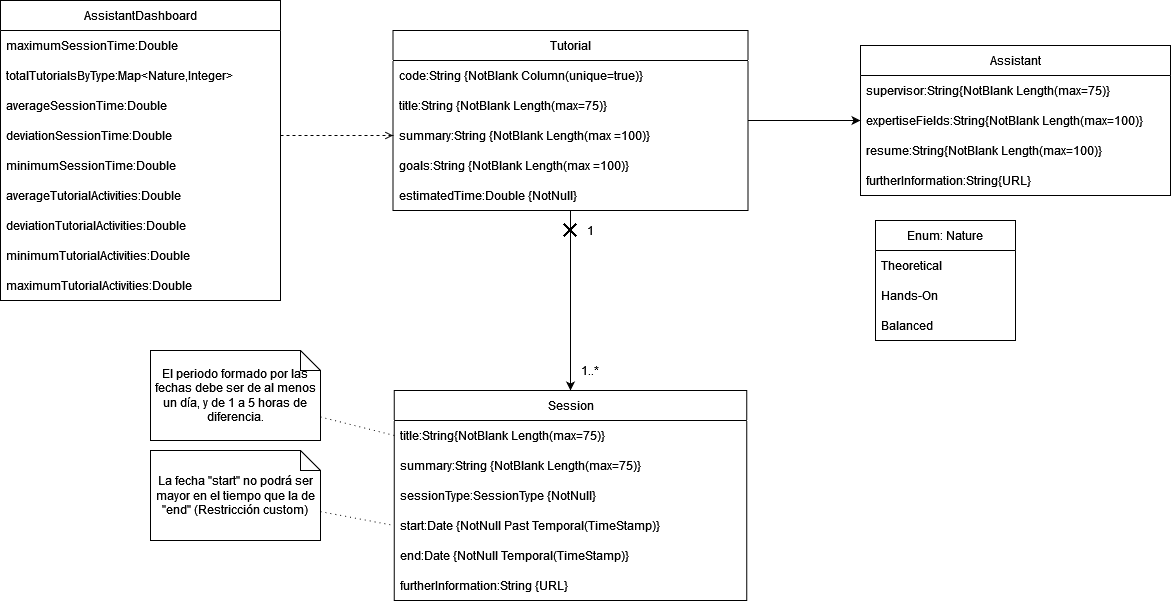 AssistantDashboard
maximumSessionTime:Double
totalTutorialsByType:Map<Nature,Integer>
averageSessionTime:Double
deviationSessionTime:Double
minimumSessionTime:Double
averageTutorialActivities:Double
deviationTutorialActivities:Double
minimumTutorialActivities:Double
maximumTutorialActivities:Double
Tutorial
code:String {NotBlank Column(unique=true)}
title:String {NotBlank Length(max=75)}
summary:String {NotBlank Length(max =100)}
goals:String {NotBlank Length(max =100)}
estimatedTime:Double {NotNull}
Assistant
supervisor:String{NotBlank Length(max=75)}
expertiseFields:String{NotBlank Length(max=100)}
resume:String{NotBlank Length(max=100)}
furtherInformation:String{URL}
Enum: Nature
Theoretical
Hands-On
Balanced
1
1..*
El periodo formado por las
fechas debe ser de al menos
un día, y de 1 a 5 horas de
diferencia.
La fecha "start" no podrá ser
mayor en el tiempo que la de
"end" (Restricción custom)
Session
title:String{NotBlank Length(max=75)}
summary:String {NotBlank Length(max=75)}
sessionType:SessionType {NotNull}
start:Date {NotNull Past Temporal(TimeStamp)}
end:Date {NotNull Temporal(TimeStamp)}
furtherInformation:String {URL}